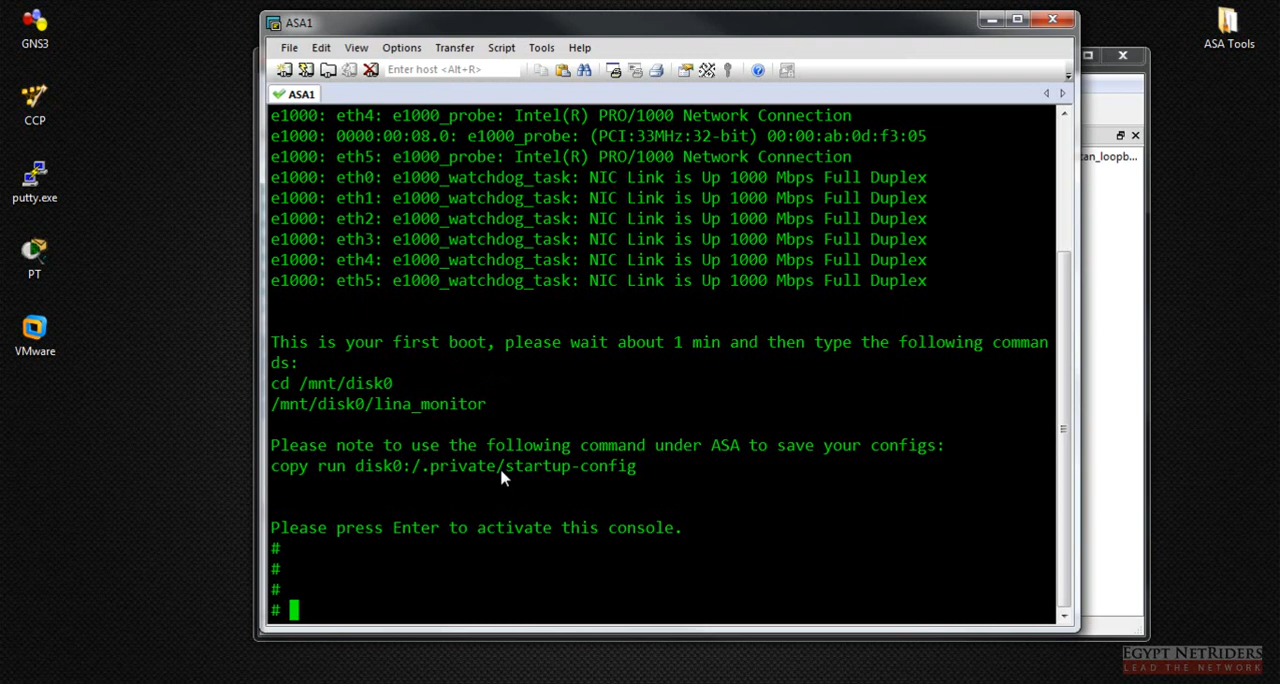 GNS3
CCP
putty.exe
PT
VMware
ASA Tools
ASA1
File Edit View Options Transfer Script Tools Help
Enter host <Alt+R>
ASA1
e1000: eth4: e1000_probe: Intel(R) PRO/1000 Network Connection
e1000: 0000:00:08.0: e1000_probe: (PCI:33MHz:32-bit) 00:00:ab:0d:f3:05
e1000: eth5: e1000_probe: Intel(R) PRO/1000 Network Connection
e1000: eth0: e1000_watchdog_task: NIC Link is Up 1000 Mbps Full Duplex
e1000: eth1: e1000_watchdog_task: NIC Link is Up 1000 Mbps Full Duplex
e1000: eth2: e1000_watchdog_task: NIC Link is Up 1000 Mbps Full Duplex
e1000: eth3: e1000_watchdog_task: NIC Link is Up 1000 Mbps Full Duplex
e1000: eth4: e1000_watchdog_task: NIC Link is Up 1000 Mbps Full Duplex
e1000: eth5: e1000_watchdog_task: NIC Link is Up 1000 Mbps Full Duplex
This is your first boot, please wait about 1 min and then type the following comman
ds:
cd /mnt/disk0
/mnt/disk0/lina_monitor
Please note to use the following command under ASA to save your configs:
copy run disk0:/.private/startup-config
Please press Enter to activate this console.
#
#
#
#
tan_loopb...
EGYPT NETRIDERS
LEAD THE NETWORK